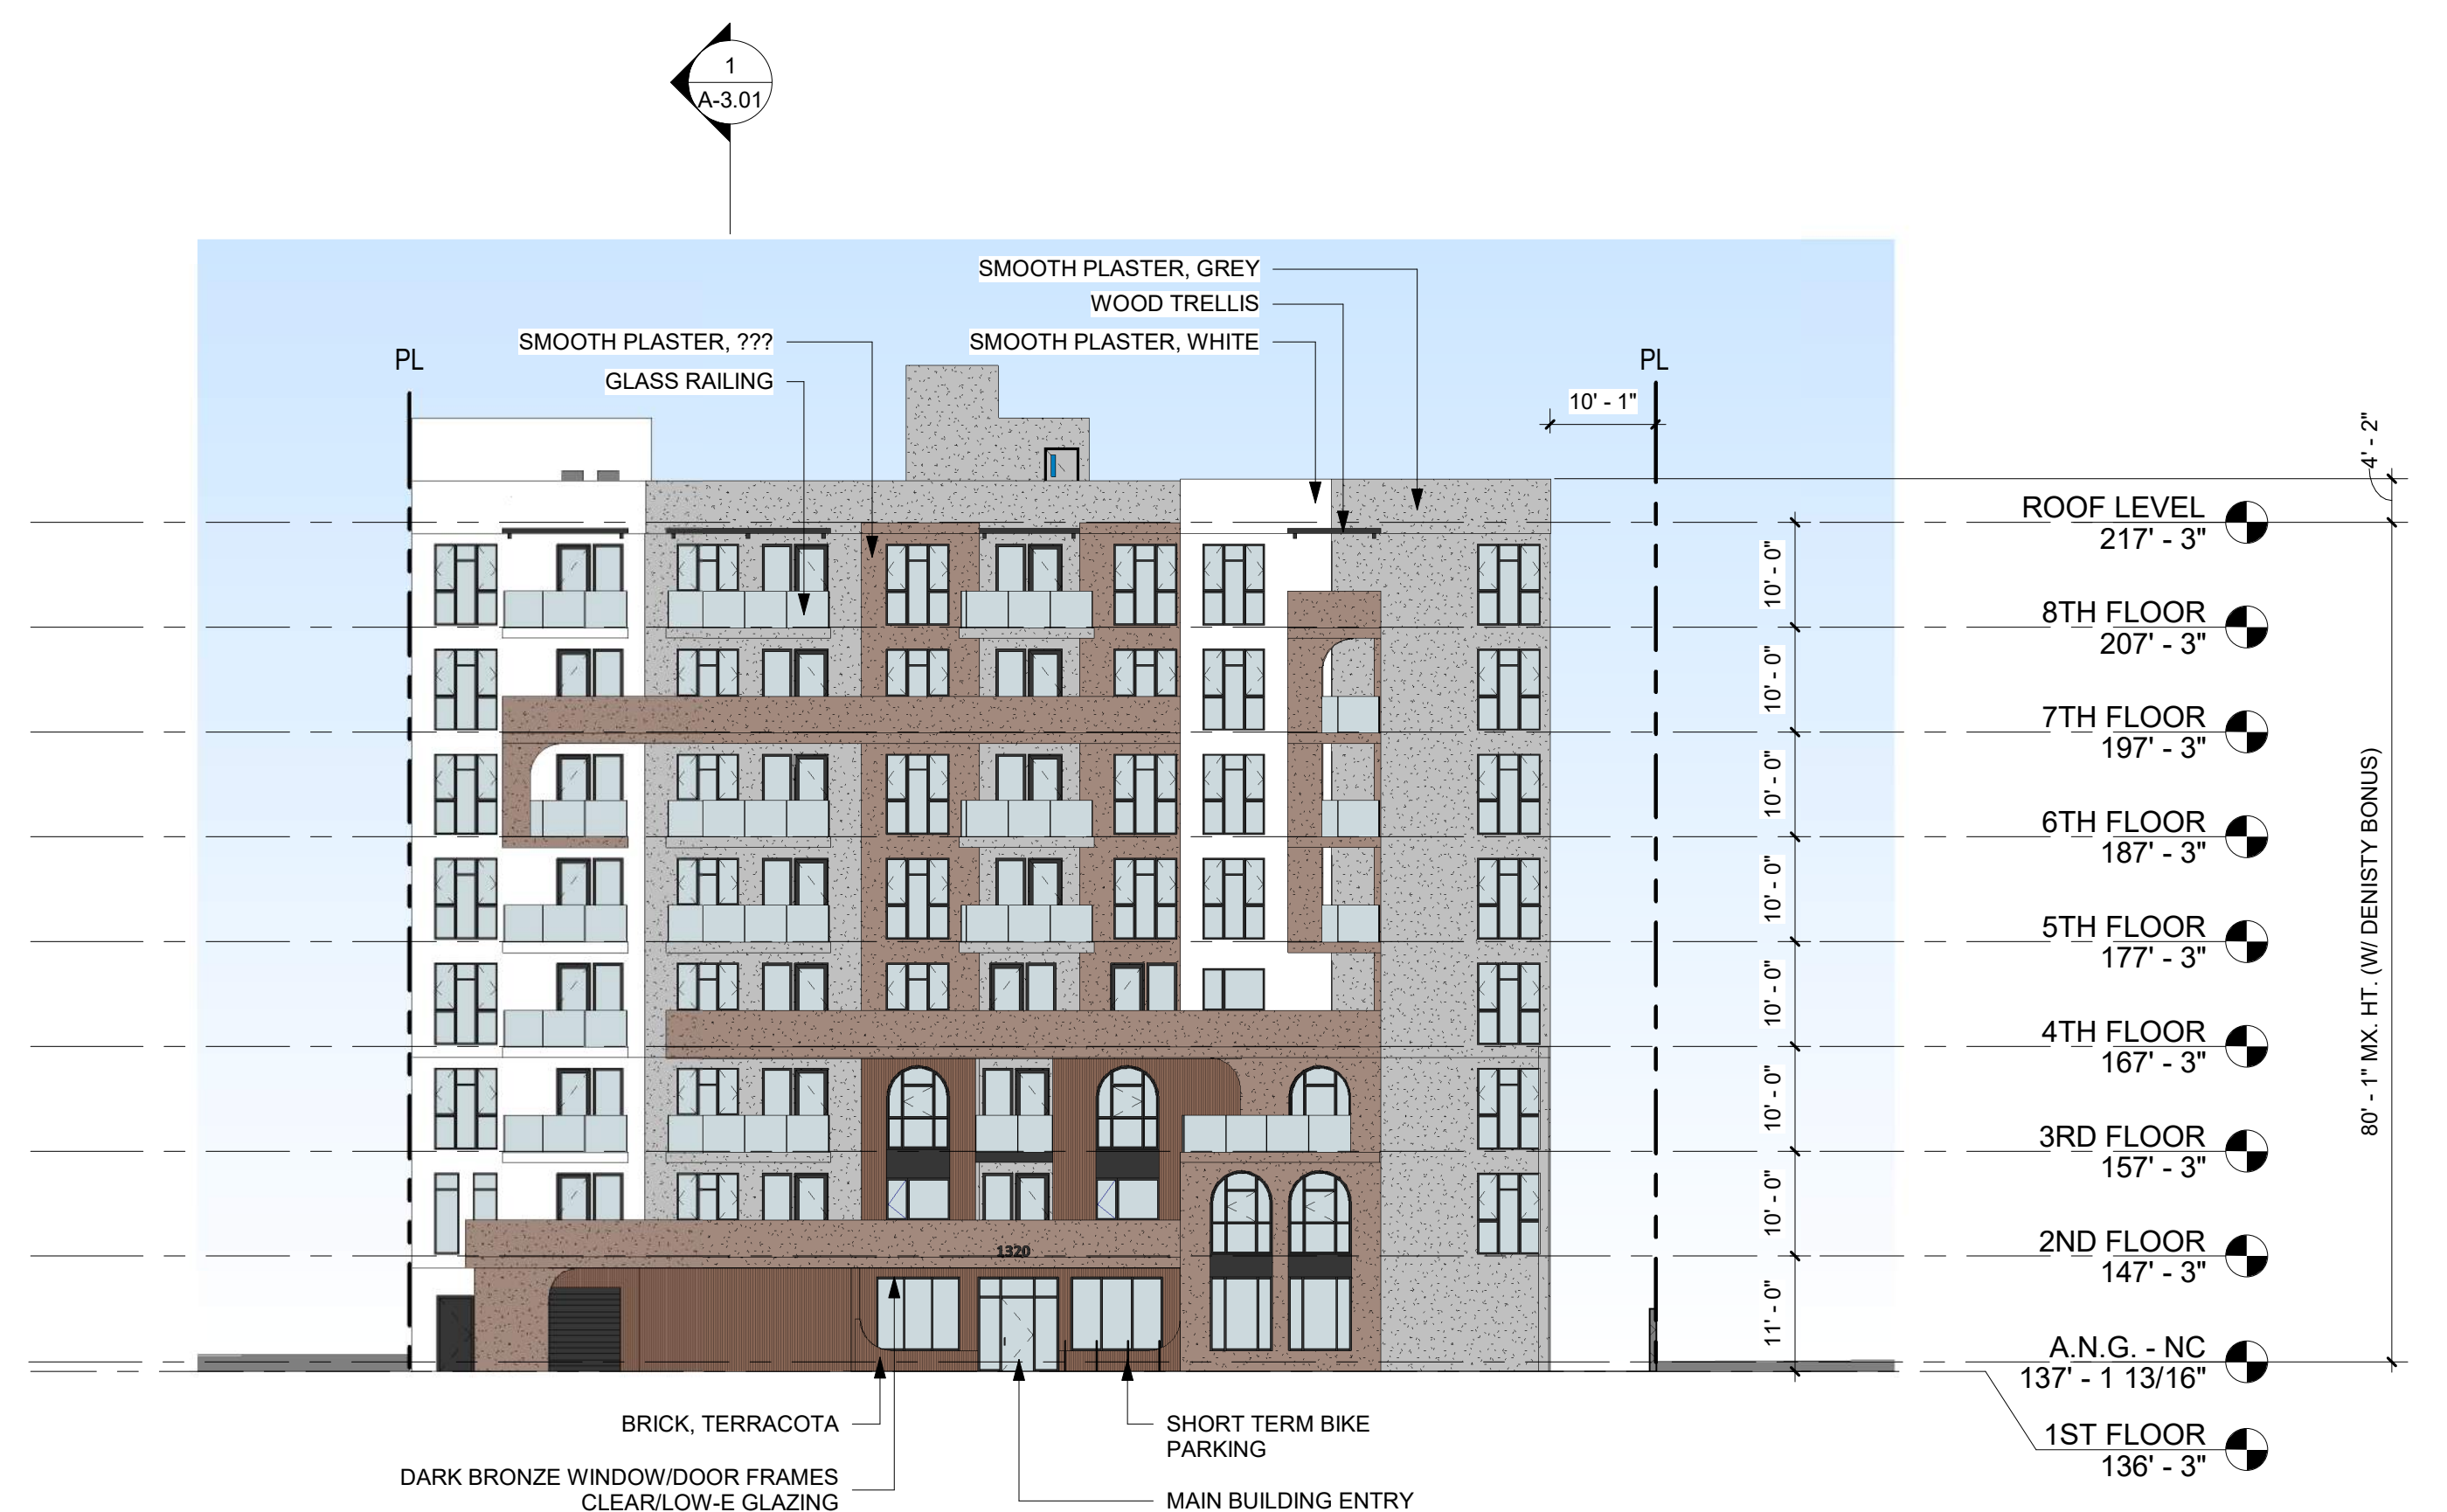 1
A-3.01
SMOOTH PLASTER, GREY
WOOD TRELLIS
SMOOTH PLASTER, ???
SMOOTH PLASTER, WHITE
GLASS RAILING
PL
PL
10' - 1"
4' - 2"
ROOF LEVEL
217' - 3"
10' - 0"
8TH FLOOR
207' - 3"
10' - 0"
7TH FLOOR
197' - 3"
10' - 0"
6TH FLOOR
187' - 3"
10' - 0"
5TH FLOOR
177' - 3"
10' - 0"
4TH FLOOR
167' - 3"
10' - 0"
3RD FLOOR
157' - 3"
10' - 0"
2ND FLOOR
147' - 3"
11' - 0"
A.N.G. - NC
137' - 1 13/16"
1ST FLOOR
136' - 3"
80' - 1" MX. HT. (W/ DENISTY BONUS)
1320
BRICK, TERRACOTA
DARK BRONZE WINDOW/DOOR FRAMES
CLEAR/LOW-E GLAZING
SHORT TERM BIKE
PARKING
MAIN BUILDING ENTRY